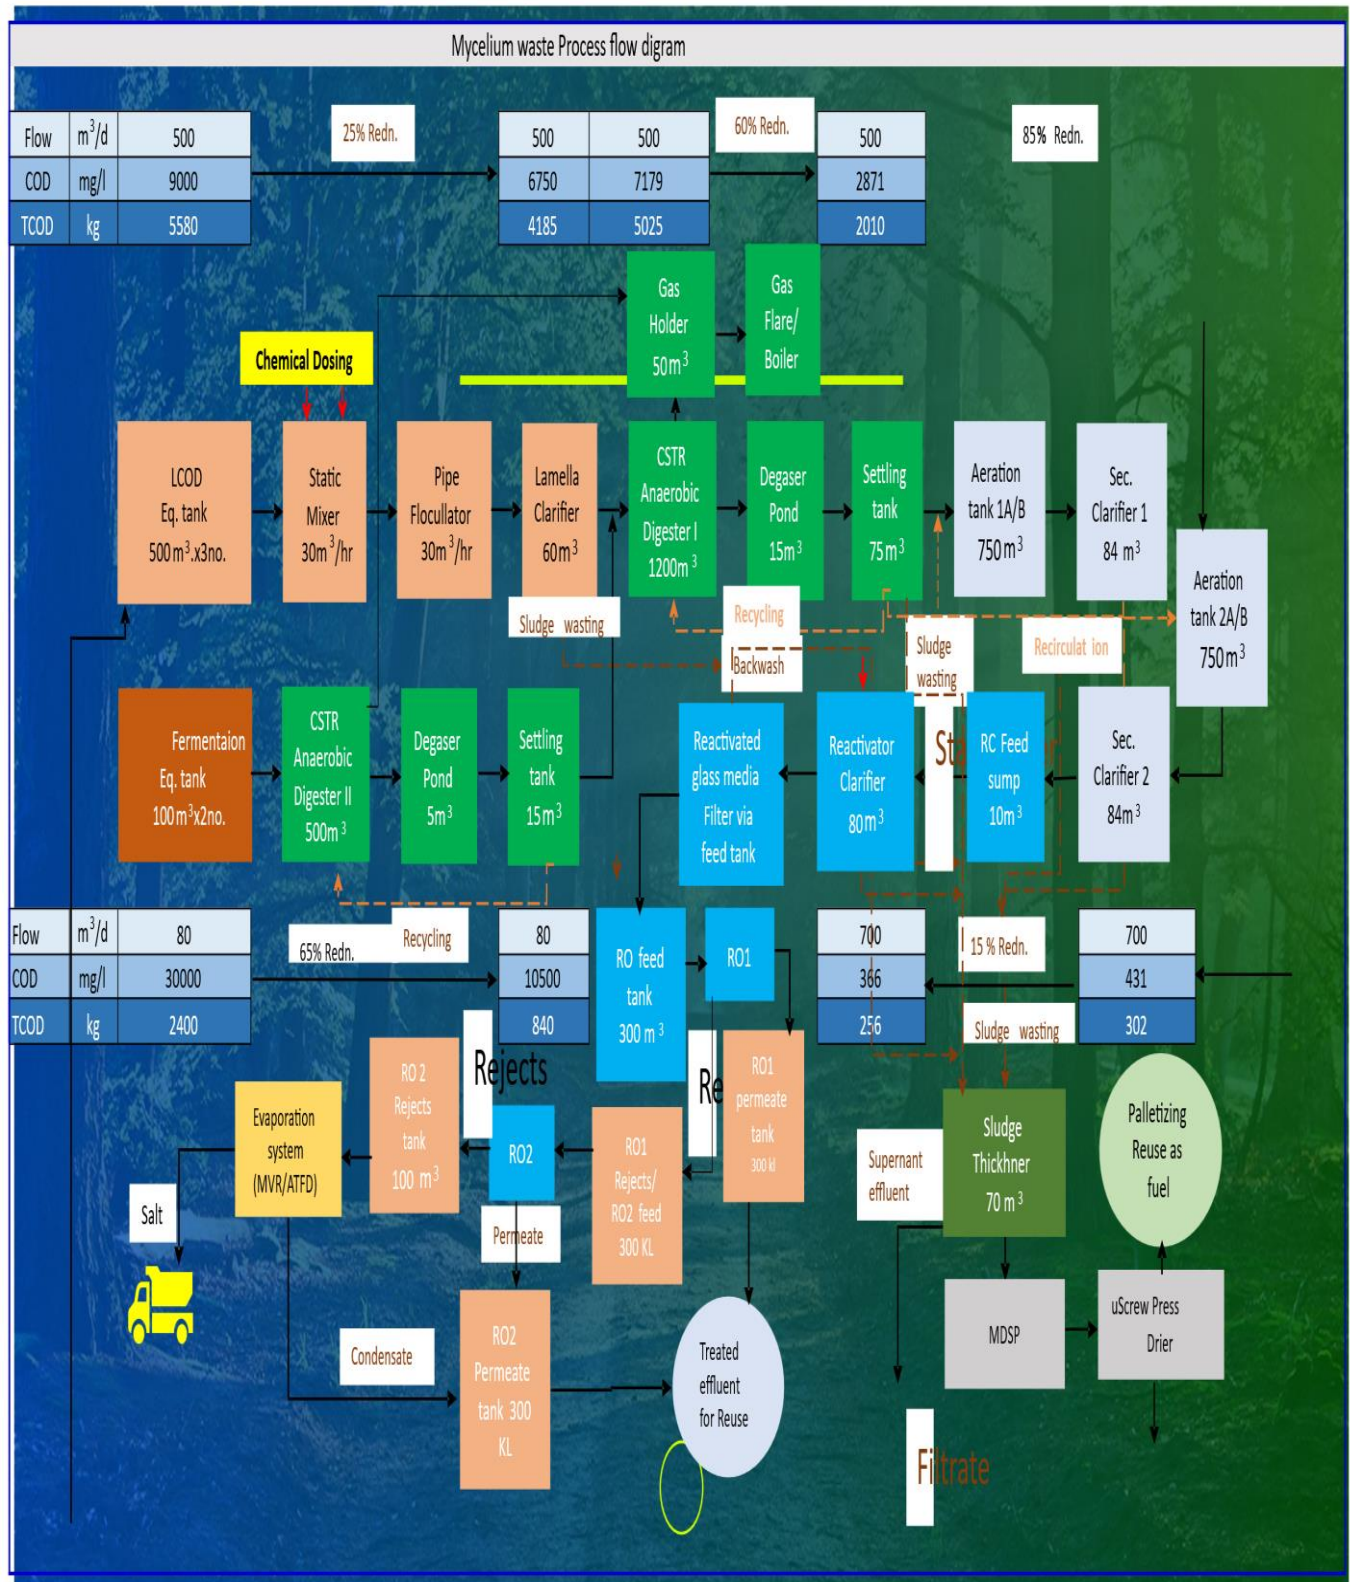 Mycelium waste Process flow digram
Flow m³/d 500 25% Redn. 500 500 60% Redn. 500 85% Redn.
COD mg/l 9000 6750 7179 2871
TCOD kg 5580 4185 5025 2010
Gas
Holder
50m³
Gas
Flare/
Boiler
Chemical Dosing
LCOD
Eq. tank
500m³.x3no.
Static
Mixer
30m³/hr
Pipe
Flocullator
30m³/hr
Lamella
Clarifier
60m³
CSTR
Anaerobic
Digester I
1200m³
Degaser
Pond
15m³
Settling
tank
75m³
Aeration
tank 1A/B
750m³
Sec.
Clarifier 1
84 m³
Aeration
tank 2A/B
750m³
Sludge wasting
Recycling
Backwash
Sludge
wasting
Recirculat ion
Fermentaion
Eq. tank
100m³x2no.
CSTR
Anaerobic
Digester II
500m³
Degaser
Pond
5m³
Settling
tank
15m³
Reactivated
glass media
Filter via
feed tank
Reactivator
Clarifier
80m³
Sta
RC Feed
sump
10m³
Sec.
Clarifier 2
84m³
Flow m³/d 80 65% Redn. Recycling 80 700 15 % Redn. 700
COD mg/l 30000 10500 366 431
TCOD kg 2400 840 256 Sludge wasting 302
RO feed
tank
300 m³
RO1
Rejects
Re
RO1
permeate
tank
300 kl
RO 2
Rejects
tank
100 m³
Evaporation
system
(MVR/ATFD)
RO2
RO1
Rejects/
RO2 feed
300 KL
Permeate
Salt
Supernant
effluent
Sludge
Thickhner
70 m³
Palletizing
Reuse as
fuel
MDSP
uScrew Press
Drier
Condensate
RO2
Permeate
tank 300
KL
Treated
effluent
for Reuse
Filtrate